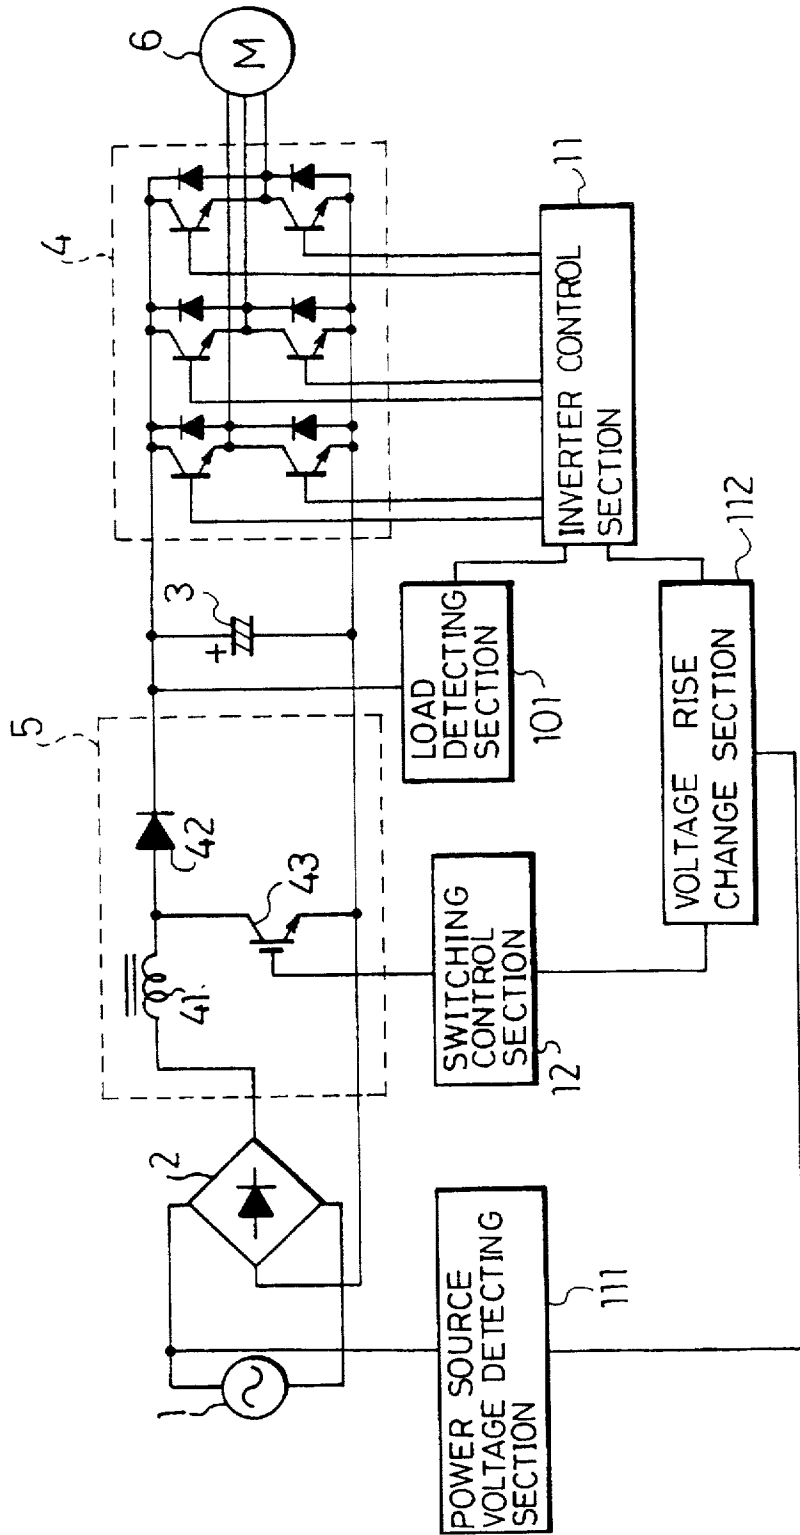 1
2
5
41
42
43
3
+
4
6
M
POWER SOURCE
VOLTAGE DETECTING
SECTION
111
SWITCHING
CONTROL
SECTION
12
LOAD
DETECTING
SECTION
101
INVERTER CONTROL
SECTION
11
VOLTAGE RISE
CHANGE SECTION
112